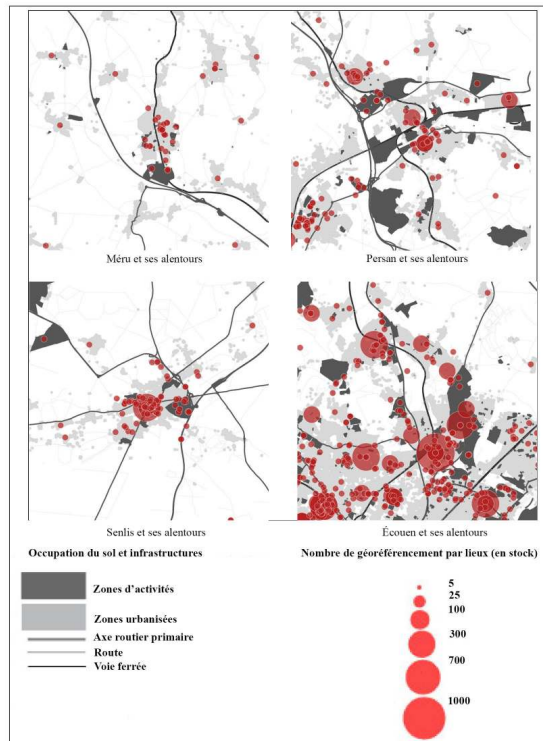 Méru et ses alentours
Persan et ses alentours
Senlis et ses alentours
Écouen et ses alentours
Occupation du sol et infrastructures
Zones d'activités
Zones urbanisées
Axe routier primaire
Route
Voie ferrée
Nombre de géoréférencement par lieux (en stock)
5
25
100
300
700
1000